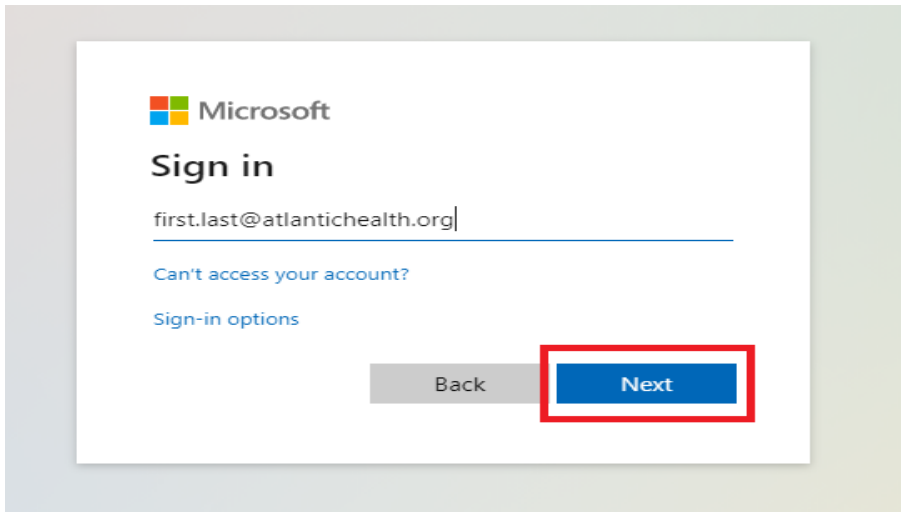 Microsoft
Sign in
first.last@atlantichealth.org
Can't access your account?
Sign-in options
Back Next